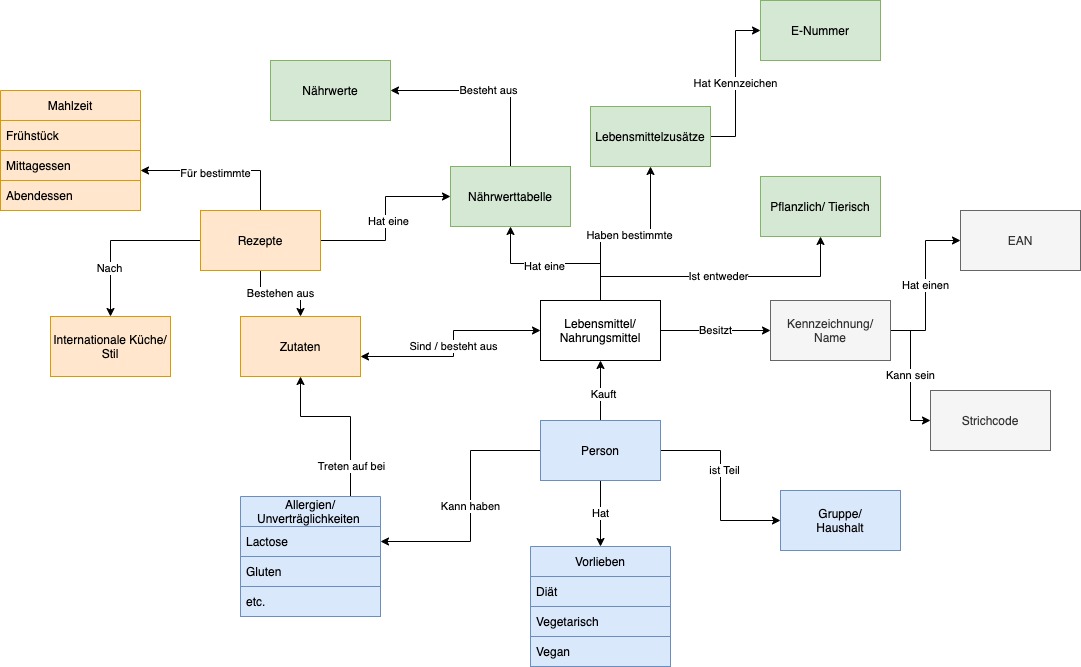 E-Nummer
Hat Kennzeichen
Nährwerte
Besteht aus
Mahlzeit
Frühstück
Mittagessen
Abendessen
Für bestimmte
Lebensmittelzusätze
Nährwerttabelle
Pflanzlich/ Tierisch
Rezepte
Hat eine
Haben bestimmte
EAN
Nach
Hat eine
Ist entweder
Hat einen
Bestehen aus
Internationale Küche/
Stil
Zutaten
Sind / besteht aus
Lebensmittel/
Nahrungsmittel
Besitzt
Kennzeichnung/
Name
Kann sein
Kauft
Strichcode
Person
Treten auf bei
ist Teil
Kann haben
Hat
Allergien/
Unverträglichkeiten
Lactose
Gluten
etc.
Gruppe/
Haushalt
Vorlieben
Diät
Vegetarisch
Vegan